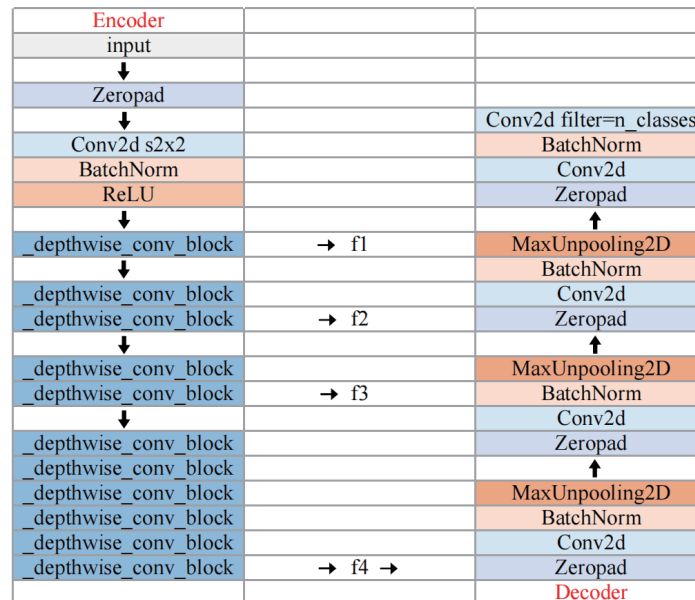 Encoder
input
↓
Zeropad
↓ Conv2d filter=n_classes
Conv2d s2x2 BatchNorm
BatchNorm Conv2d
ReLU Zeropad
↓ ↑
_depthwise_conv_block → f1 MaxUnpooling2D
↓ BatchNorm
_depthwise_conv_block Conv2d
_depthwise_conv_block → f2 Zeropad
↓ ↑
_depthwise_conv_block MaxUnpooling2D
_depthwise_conv_block → f3 BatchNorm
↓ Conv2d
_depthwise_conv_block Zeropad
_depthwise_conv_block ↑
_depthwise_conv_block MaxUnpooling2D
_depthwise_conv_block BatchNorm
_depthwise_conv_block Conv2d
_depthwise_conv_block → f4 → Zeropad
Decoder